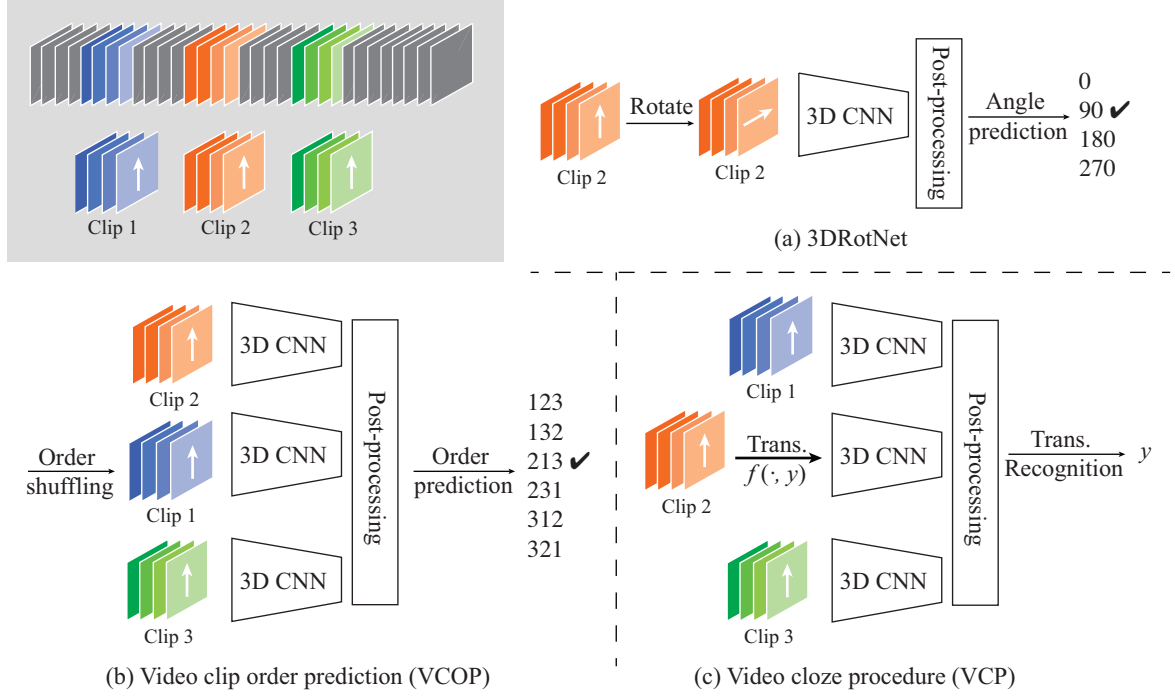 Clip 1
Clip 2
Clip 3
Clip 2
Rotate
Clip 2
3D CNN
Post-processing
Angle
prediction
0
90 ✔
180
270
(a) 3DRotNet
Order
shuffling
Clip 2
3D CNN
Clip 1
3D CNN
Clip 3
3D CNN
Post-processing
Order
prediction
123
132
213 ✔
231
312
321
(b) Video clip order prediction (VCOP)
Clip 1
3D CNN
Clip 2
Trans.
f (·, y)
3D CNN
Clip 3
3D CNN
Post-processing
Trans.
Recognition
y
(c) Video cloze procedure (VCP)